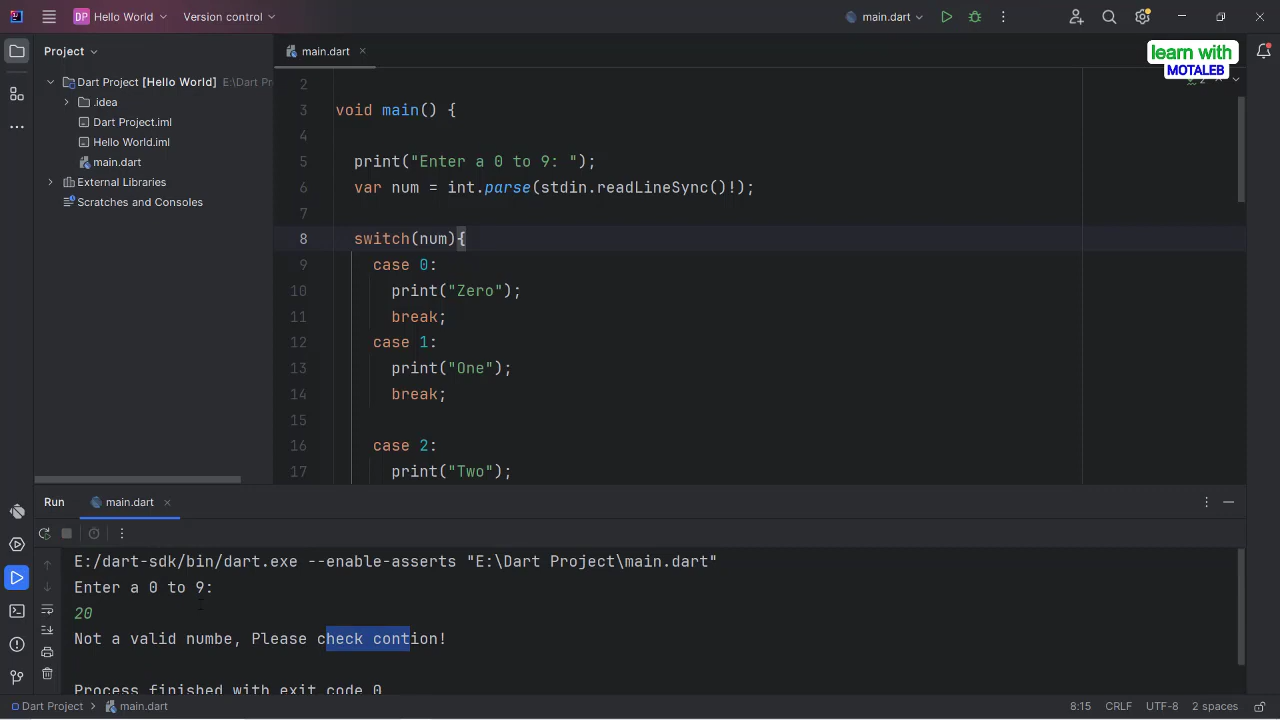 DP Hello World Version control main.dart
Project main.dart learn with
MOTALEB
Dart Project [Hello World] E:\Dart Pr
.idea
Dart Project.iml
Hello World.iml
main.dart
External Libraries
Scratches and Consoles
2
3 void main() {
4
5 print("Enter a 0 to 9: ");
6 var num = int.parse(stdin.readLineSync()!);
7
8 switch(num){
9 case 0:
10 print("Zero");
11 break;
12 case 1:
13 print("One");
14 break;
15
16 case 2:
17 print("Two");
Run main.dart
E:/dart-sdk/bin/dart.exe --enable-asserts "E:\Dart Project\main.dart"
Enter a 0 to 9:
20
Not a valid numbe, Please check contion!
Process finished with exit code 0
Dart Project main.dart 8:15 CRLF UTF-8 2 spaces